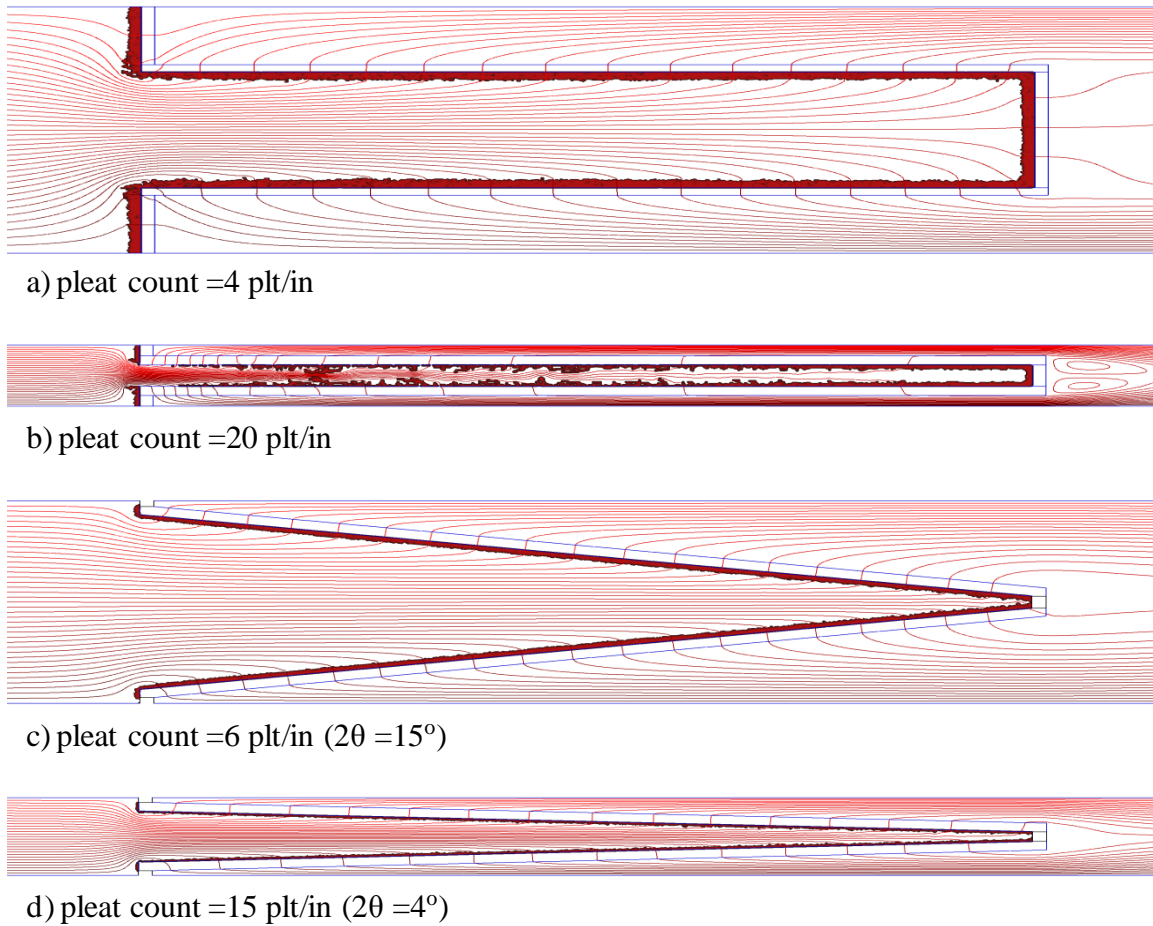 a) pleat count =4 plt/in
b) pleat count =20 plt/in
c) pleat count =6 plt/in (2θ =15°)
d) pleat count =15 plt/in (2θ =4°)